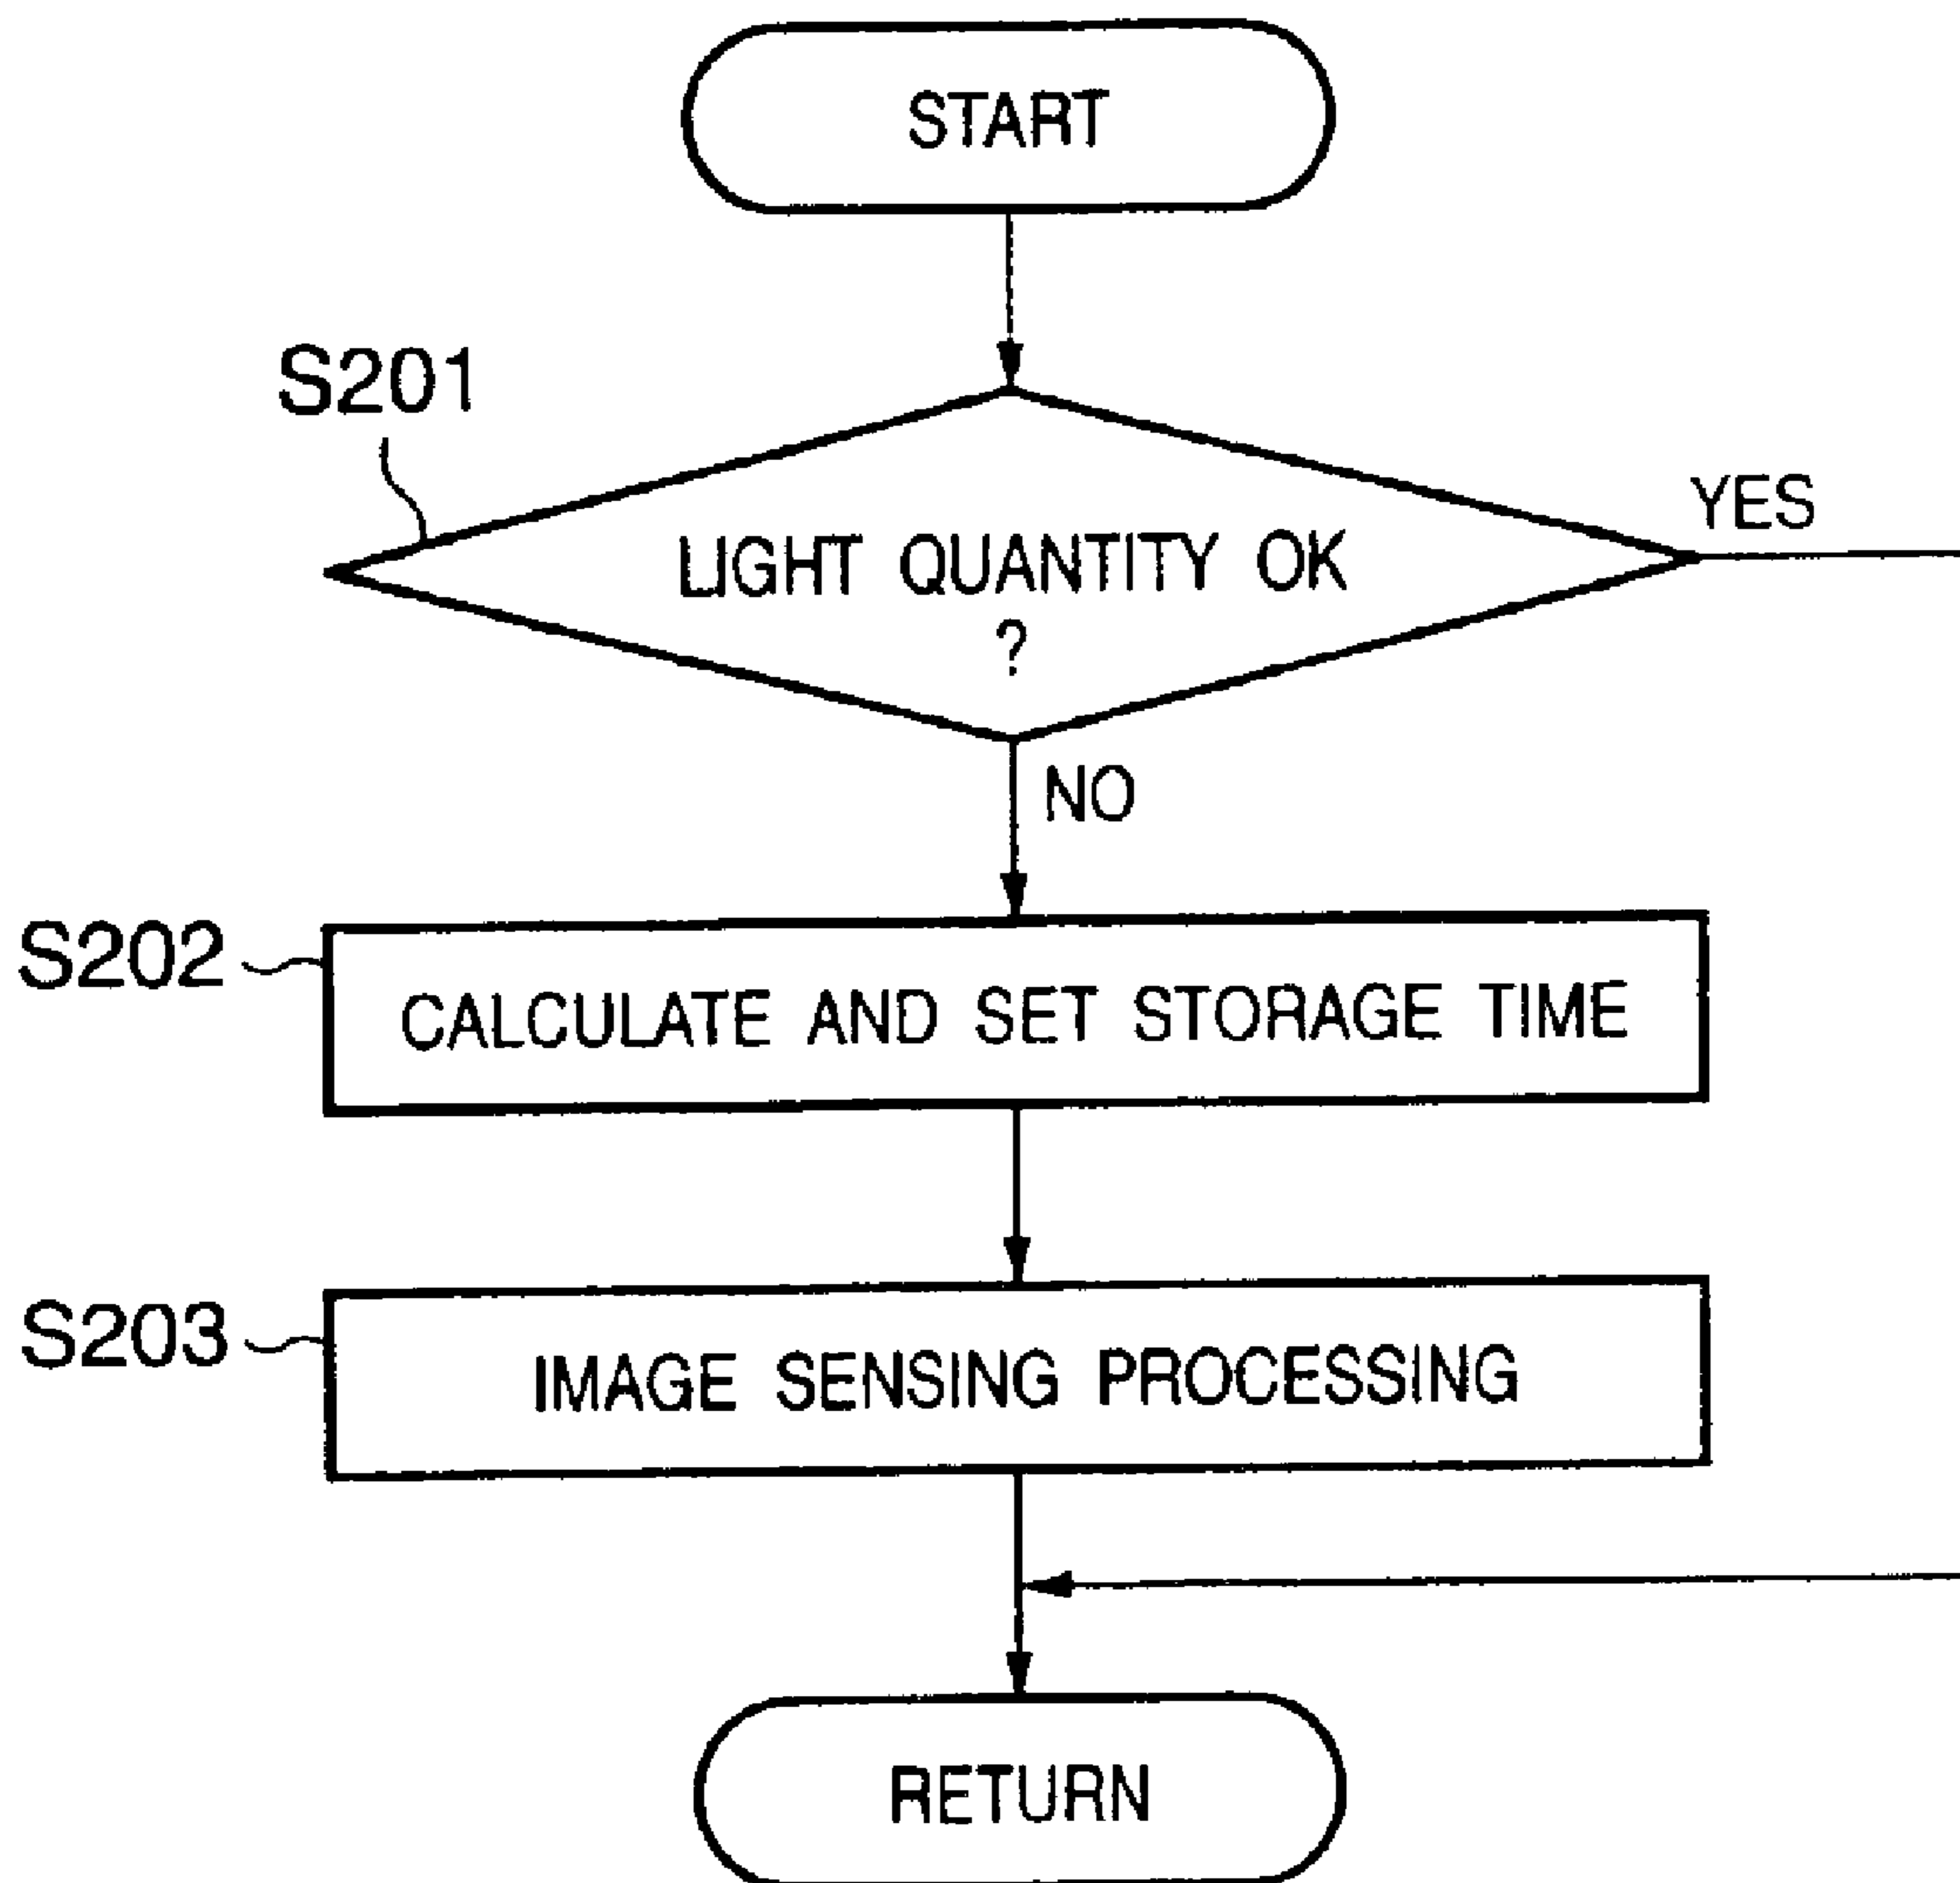 START
S201
YES
LIGHT QUANTITY OK
?
NO
S202
CALCULATE AND SET STORAGE TIME
S203
IMAGE SENSING PROCESSING
RETURN